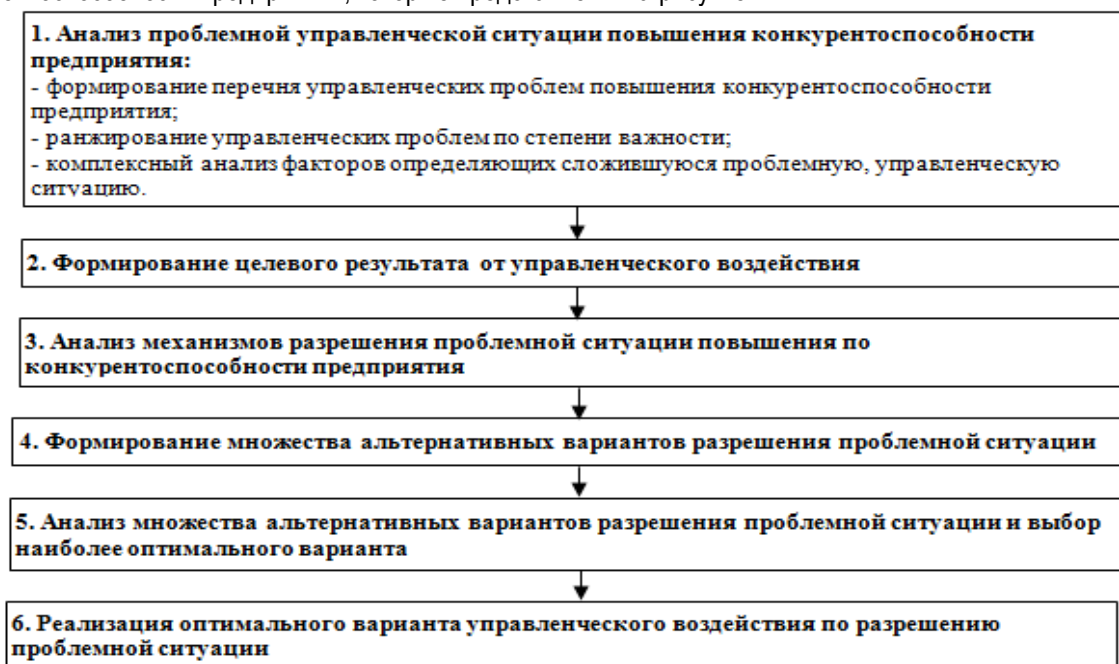 1. Анализ проблемной управленческой ситуации повышения конкурентоспособности
предприятия:
- формирование перечня управленческих проблем повышения конкурентоспособности
предприятия;
- ранжирование управленческих проблем по степени важности;
- комплексный анализ факторов определяющих сложившуюся проблемную, управленческую
ситуацию.
2. Формирование целевого результата от управленческого воздействия
3. Анализ механизмов разрешения проблемной ситуации повышения по
конкурентоспособности предприятия
4. Формирование множества альтернативных вариантов разрешения проблемной ситуации
5. Анализ множества альтернативных вариантов разрешения проблемной ситуации и выбор
наиболее оптимального варианта
6. Реализация оптимального варианта управленческого воздействия по разрешению
проблемной ситуации